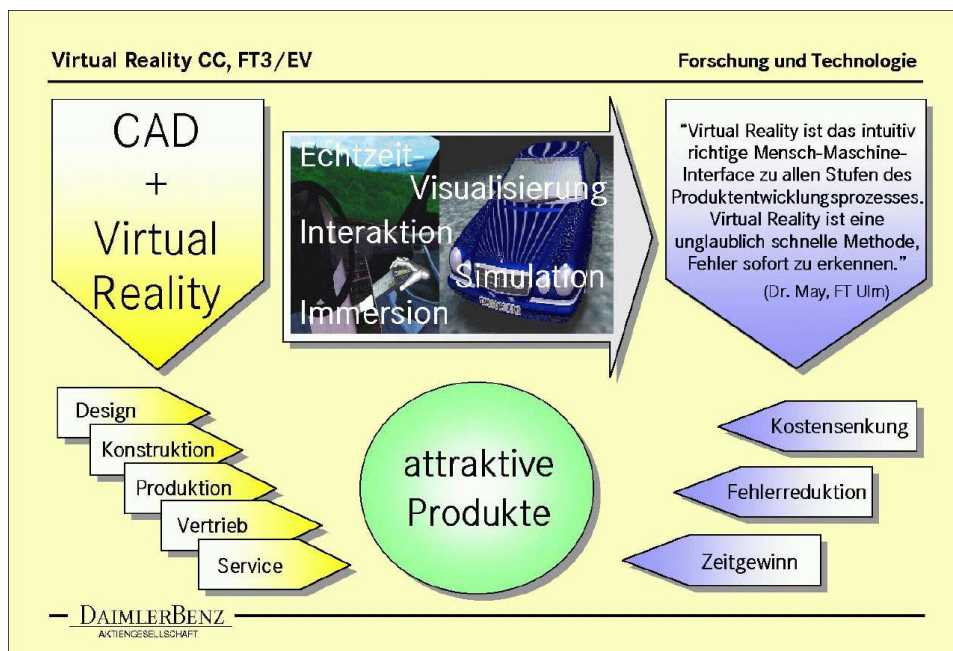 Virtual Reality CC, FT3/EV
Forschung und Technologie
CAD
+
Virtual
Reality
Echtzeit-
Visualisierung
Interaktion
Simulation
Immersion
"Virtual Reality ist das intuitiv
richtige Mensch-Maschine-
Interface zu allen Stufen des
Produktentwicklungsprozesses.
Virtual Reality ist eine
unglaublich schnelle Methode,
Fehler sofort zu erkennen."
(Dr. May, FT Ulm)
Design
Konstruktion
Produktion
Vertrieb
Service
attraktive
Produkte
Kostensenkung
Fehlerreduktion
Zeitgewinn
DAIMLERBENZ
AKTIENGESELLSCHAFT